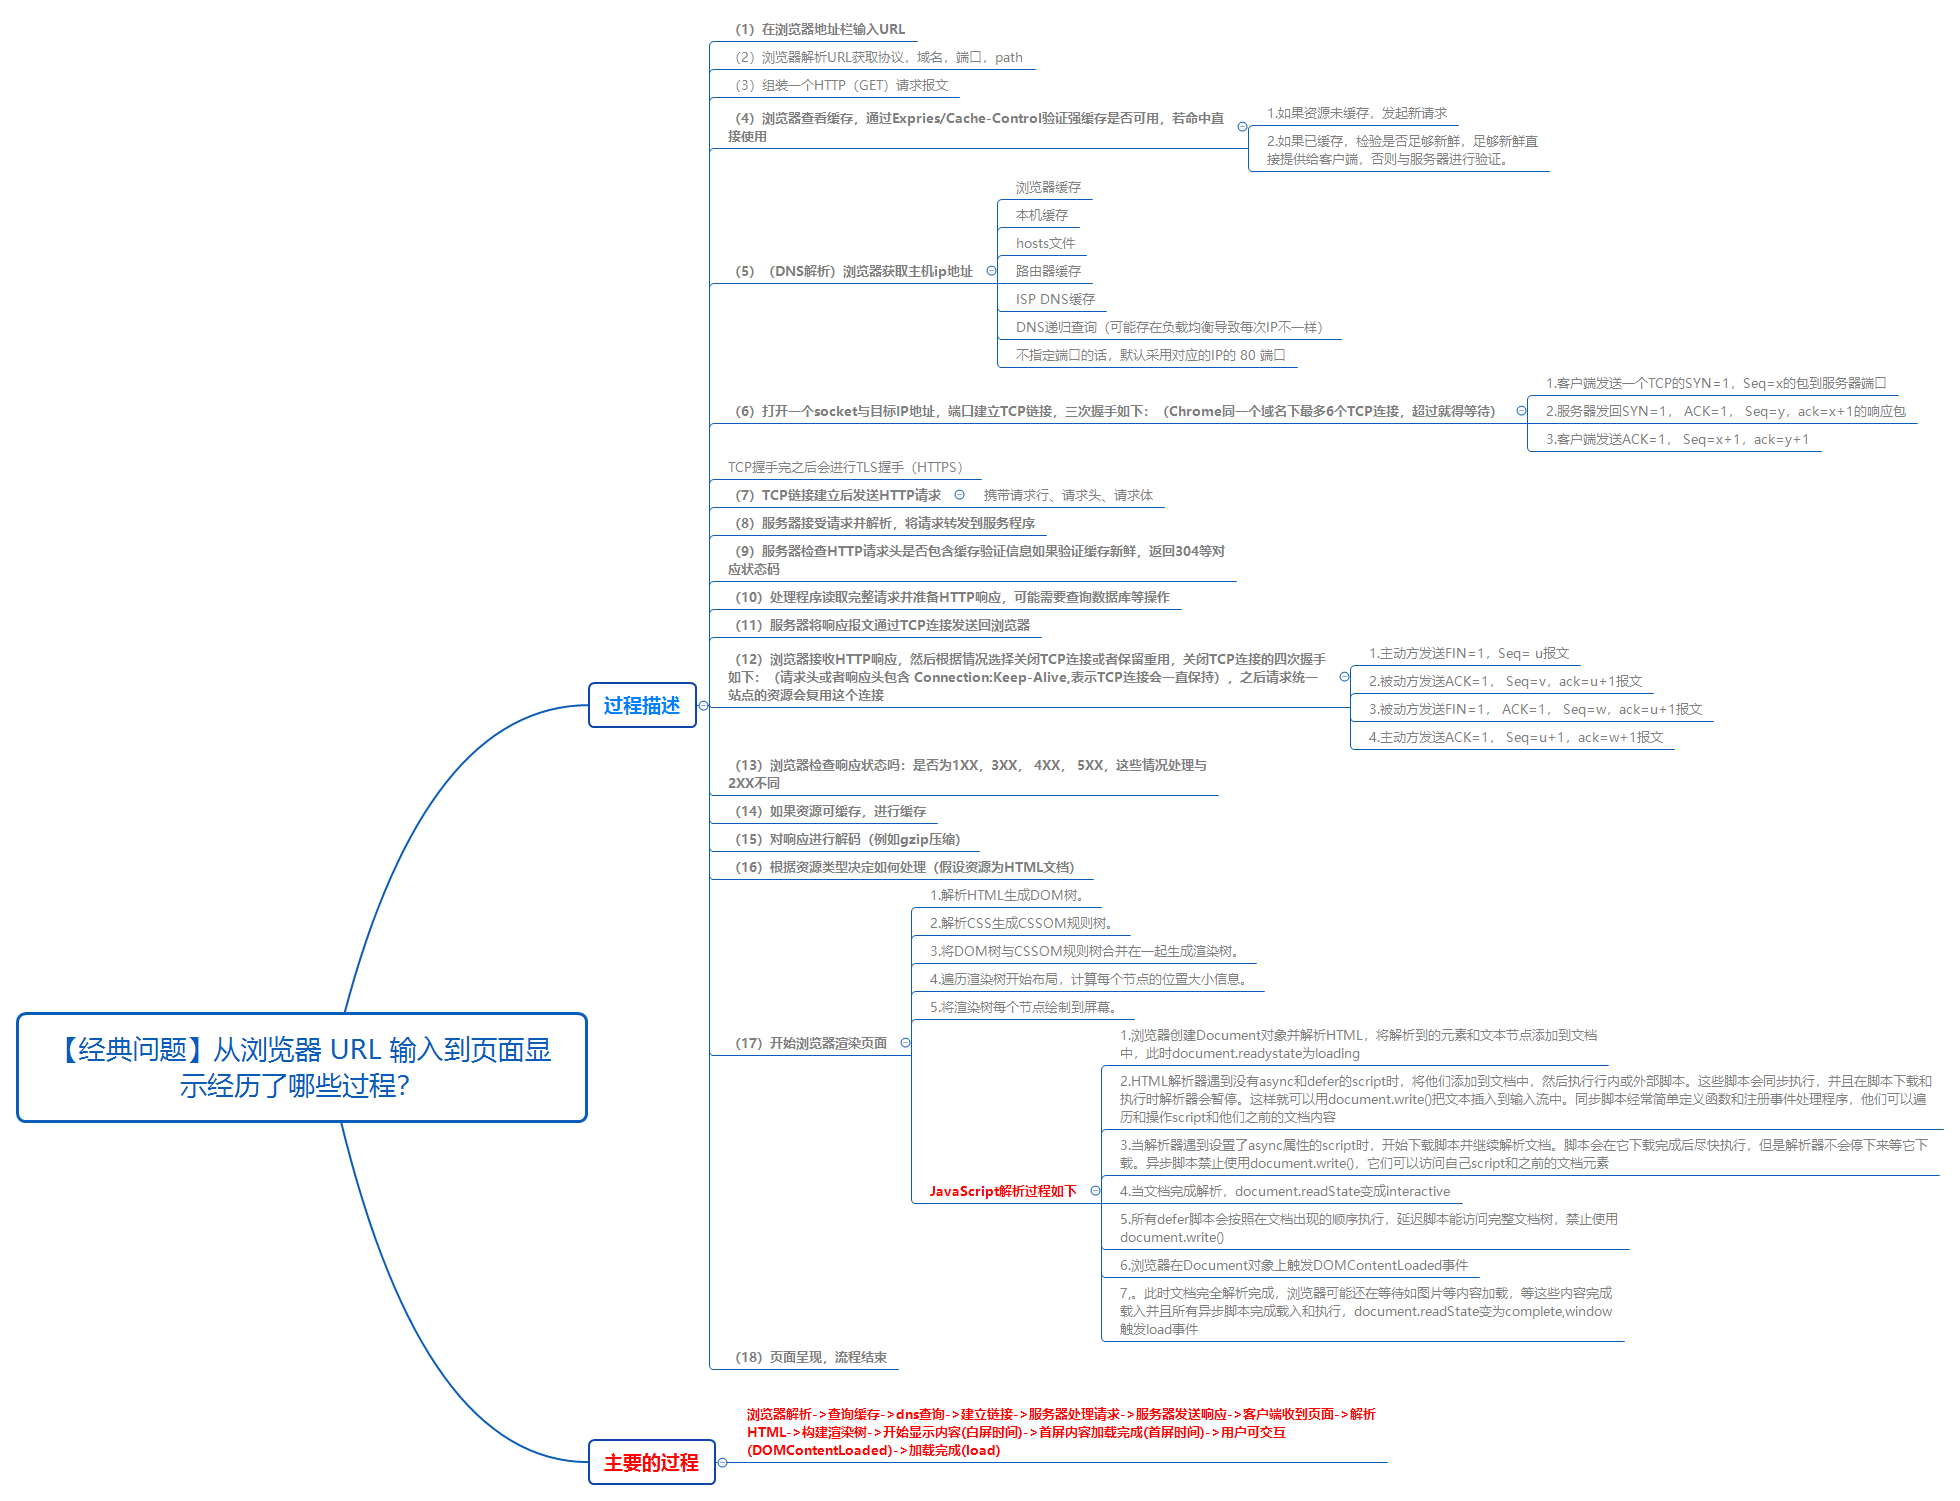 【经典问题】从浏览器 URL 输入到页面显
示经历了哪些过程?
过程描述
（1）在浏览器地址栏输入URL
（2）浏览器解析URL获取协议，域名，端口，path
（3）组装一个HTTP（GET）请求报文
（4）浏览器查看缓存，通过Expries/Cache-Control验证强缓存是否可用，若命中直
接使用
1.如果资源未缓存，发起新请求
2.如果已缓存，检验是否足够新鲜，足够新鲜直
接提供给客户端，否则与服务器进行验证。
（5）（DNS解析）浏览器获取主机ip地址
浏览器缓存
本机缓存
hosts文件
路由器缓存
ISP DNS缓存
DNS递归查询（可能存在负载均衡导致每次IP不一样）
不指定端口的话，默认采用对应的IP的 80 端口
（6）打开一个socket与目标IP地址，端口建立TCP链接，三次握手如下：（Chrome同一个域名下最多6个TCP连接，超过就得等待）
1.客户端发送一个TCP的SYN=1，Seq=x的包到服务器端口
2.服务器发回SYN=1， ACK=1， Seq=y，ack=x+1的响应包
3.客户端发送ACK=1， Seq=x+1，ack=y+1
TCP握手完之后会进行TLS握手（HTTPS）
（7）TCP链接建立后发送HTTP请求
携带请求行、请求头、请求体
（8）服务器接受请求并解析，将请求转发到服务程序
（9）服务器检查HTTP请求头是否包含缓存验证信息如果验证缓存新鲜，返回304等对
应状态码
（10）处理程序读取完整请求并准备HTTP响应，可能需要查询数据库等操作
（11）服务器将响应报文通过TCP连接发送回浏览器
（12）浏览器接收HTTP响应，然后根据情况选择关闭TCP连接或者保留重用，关闭TCP连接的四次握手
如下：（请求头或者响应头包含 Connection:Keep-Alive,表示TCP连接会一直保持），之后请求统一
站点的资源会复用这个连接
1.主动方发送FIN=1，Seq= u报文
2.被动方发送ACK=1， Seq=v，ack=u+1报文
3.被动方发送FIN=1， ACK=1， Seq=w，ack=u+1报文
4.主动方发送ACK=1， Seq=u+1，ack=w+1报文
（13）浏览器检查响应状态吗：是否为1XX，3XX， 4XX， 5XX，这些情况处理与
2XX不同
（14）如果资源可缓存，进行缓存
（15）对响应进行解码（例如gzip压缩）
（16）根据资源类型决定如何处理（假设资源为HTML文档）
（17）开始浏览器渲染页面
1.解析HTML生成DOM树。
2.解析CSS生成CSSOM规则树。
3.将DOM树与CSSOM规则树合并在一起生成渲染树。
4.遍历渲染树开始布局，计算每个节点的位置大小信息。
5.将渲染树每个节点绘制到屏幕。
JavaScript解析过程如下
1.浏览器创建Document对象并解析HTML，将解析到的元素和文本节点添加到文档
中，此时document.readystate为loading
2.HTML解析器遇到没有async和defer的script时，将他们添加到文档中，然后执行行内或外部脚本。这些脚本会同步执行，并且在脚本下载和
执行时解析器会暂停。这样就可以用document.write()把文本插入到输入流中。同步脚本经常简单定义函数和注册事件处理程序，他们可以遍
历和操作script和他们之前的文档内容
3.当解析器遇到设置了async属性的script时，开始下载脚本并继续解析文档。脚本会在它下载完成后尽快执行，但是解析器不会停下来等它下
载。异步脚本禁止使用document.write()，它们可以访问自己script和之前的文档元素
4.当文档完成解析，document.readState变成interactive
5.所有defer脚本会按照在文档出现的顺序执行，延迟脚本能访问完整文档树，禁止使用
document.write()
6.浏览器在Document对象上触发DOMContentLoaded事件
7,。此时文档完全解析完成，浏览器可能还在等待如图片等内容加载，等这些内容完成
载入并且所有异步脚本完成载入和执行，document.readState变为complete,window
触发load事件
（18）页面呈现，流程结束
主要的过程
浏览器解析->查询缓存->dns查询->建立链接->服务器处理请求->服务器发送响应->客户端收到页面->解析
HTML->构建渲染树->开始显示内容(白屏时间)->首屏内容加载完成(首屏时间)->用户可交互
(DOMContentLoaded)->加载完成(load)